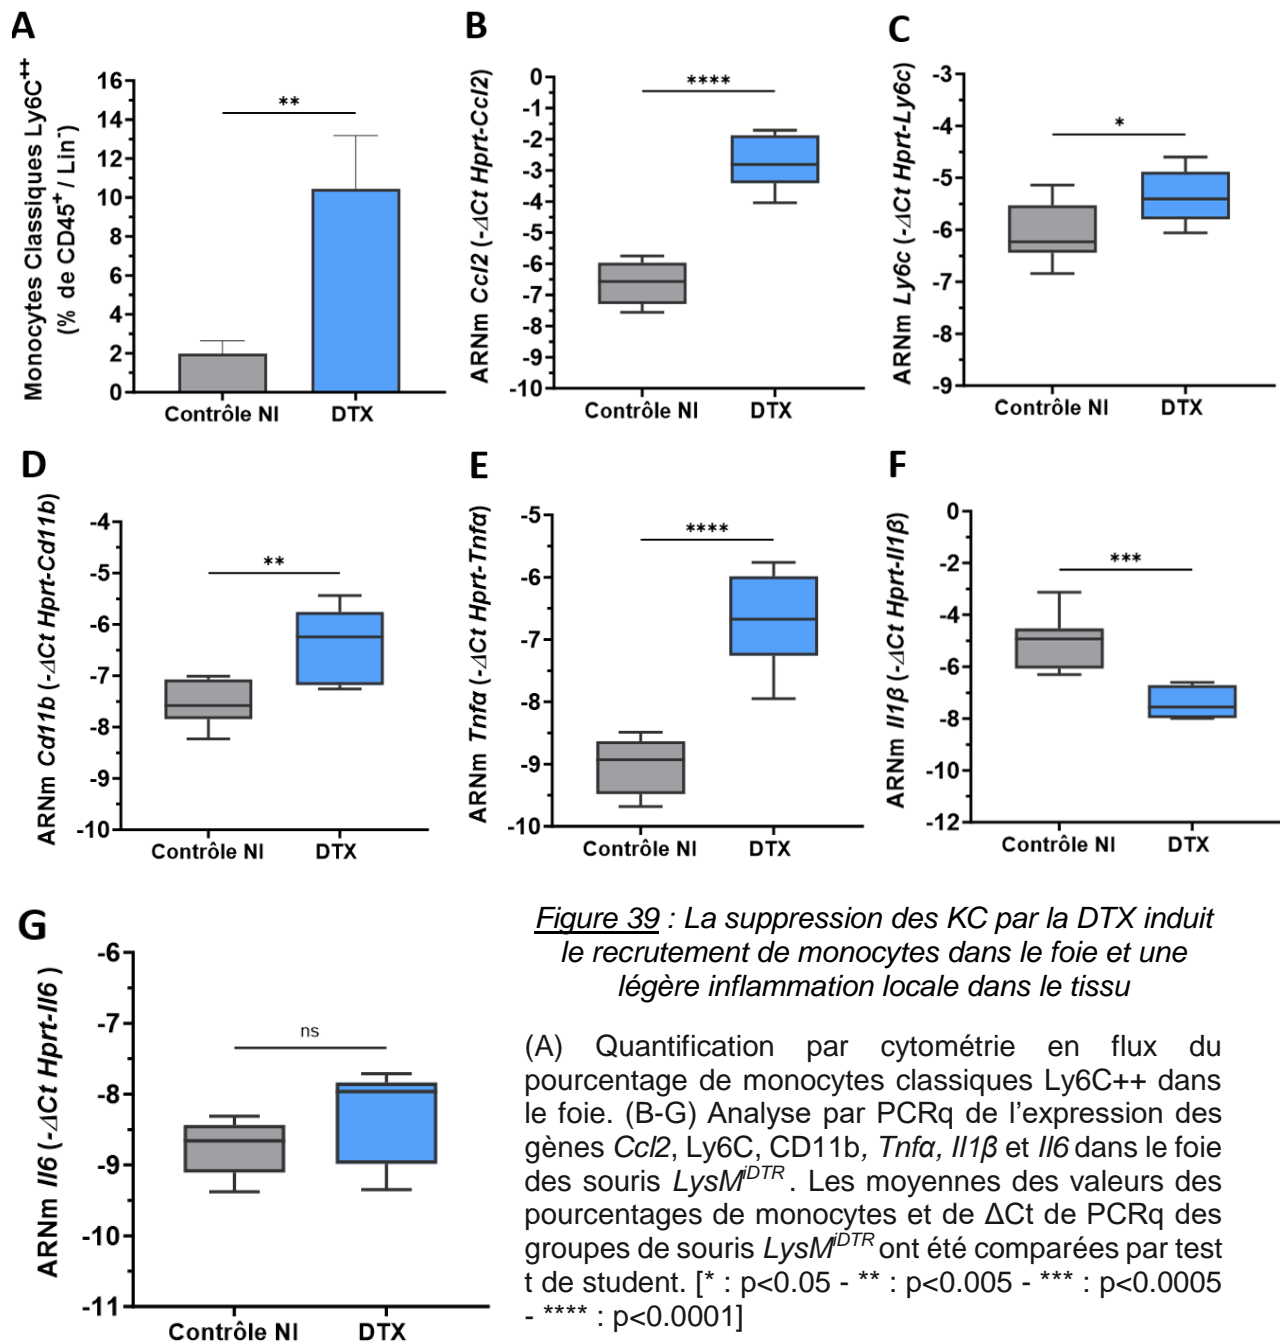 A
Monocytes Classiques Ly6C++
(% de CD45+ / Lin-)
16
14
12
10
8
6
4
2
0
**
Contrôle NI
DTX
B
ARNm Ccl2 (-ΔCt Hprt-Ccl2)
0
-1
-2
-3
-4
-5
-6
-7
-8
-9
-10
****
Contrôle NI
DTX
C
ARNm Ly6c (-ΔCt Hprt-Ly6c)
-3
-4
-5
-6
-7
-8
-9
*
Contrôle NI
DTX
D
ARNm Cd11b (-ΔCt Hprt-Cd11b)
-4
-5
-6
-7
-8
-9
-10
**
Contrôle NI
DTX
E
ARNm Tnfα (-ΔCt Hprt-Tnfα)
-5
-6
-7
-8
-9
-10
****
Contrôle NI
DTX
F
ARNm Il1β (-ΔCt Hprt-Il1β)
0
-2
-4
-6
-8
-10
-12
***
Contrôle NI
DTX
G
ARNm Il6 (-ΔCt Hprt-Il6 )
-6
-7
-8
-9
-10
-11
ns
Contrôle NI
DTX
Figure 39 : La suppression des KC par la DTX induit
le recrutement de monocytes dans le foie et une
légère inflammation locale dans le tissu
(A) Quantification par cytométrie en flux du
pourcentage de monocytes classiques Ly6C++ dans
le foie. (B-G) Analyse par PCRq de l'expression des
gènes Ccl2, Ly6C, CD11b, Tnfα, Il1β et Il6 dans le foie
des souris LysMiDTR. Les moyennes des valeurs des
pourcentages de monocytes et de ΔCt de PCRq des
groupes de souris LysMiDTR ont été comparées par test
t de student. [* : p<0.05 - ** : p<0.005 - *** : p<0.0005
- **** : p<0.0001]